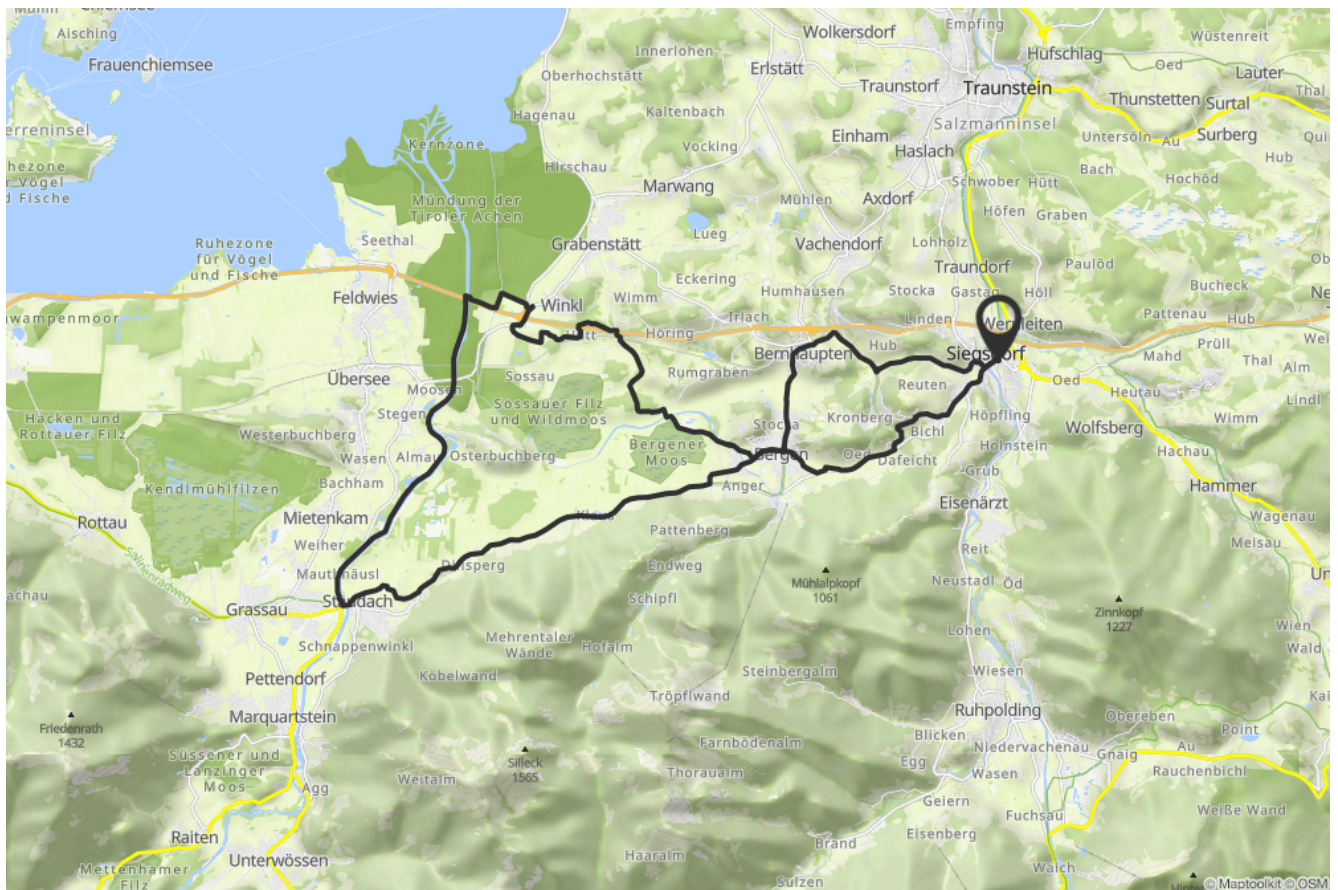 Aisching
Frauenchiemsee
Empfing
Wolkersdorf
Wüstenreit
Hufschlag
Innerlohen
Erlstätt
Oed
Lauter
Oberhochstätt
Traunstorf
Traunstein
Thunstetten
Thal
Hagenau
Kaltenbach
Surtal
Salzmanninsel
Einham
Untersöln
Au
Surberg
Kernzone
Vocking
Haslach
Bach
Hub
Hirschau
Marwang
Schwober
Hütt
Hochöd
Mündung der
Tiroler Achen
Mühlen
Axdorf
Höfen
Graben
Ruhezone
für Vögel
und Fische
Seethal
Grabenstätt
Lueg
Vachendorf
Lohholz
Paulöd
Traundorf
Eckering
Bucheck
Feldwies
Winkl
Wimm
Humhausen
Stocka
Gastag
Höll
Irlach
Linden
Wernleiten
Pattenau
Hub
Hütt
Höring
Bernhaupten
Hub
Siegsdorf
Prüll
Mahd
Übersee
Moosen
Sossau
Rumgraben
Reuten
Oed
Thal
Alm
Heutau
Hacken und
Rottauer Filz
Stegen
Sossauer Filz
und Wildmoos
Stocka
Kronberg
Höpfling
Wimm
Lindl
Westerbuchberg
Bichl
Wolfsberg
Wasen
Almau
Osterbuchberg
Bergener
Moos
Bergen
Oed
Dafeicht
Holnstein
Hachau
Grub
Bachham
Kendlmühlfilzen
Anger
Hammer
Rottau
Mietenkam
Klaus
Pattenberg
Eisenärzt
Wagenau
Weiher
Meisau
Salinenradweg
Reit
Mauthäusl
Endweg
Mühlalpkopf
1061
Neustadl
Öd
Grassau
Staudach
Schipfl
Zinnkopf
1227
Wien
Mehrentaler
Wände
Hofalm
Lohen
Schnappenwinkl
Wald
Steinbergalm
Wiesen
Pettendorf
Kobelwand
Tröpflwand
Ruhpolding
Obereben
Marquartstein
Friedenrath
1432
Blicken
Niedervachenau
Point
Farnbödenalm
Gnaig
Au
Süssener und
Lanzinger
Moos
Silleck
1565
Egg
Wasen
Rauchenbichl
Weitalm
Thoraualm
Agg
Geiern
Fuchsau
Weiße Wand
Raiten
Eisenberg
Brand
Haaralm
Unterwössen
Mettenhamer
Filz
Sulzen
© Maptoolkit © OSM